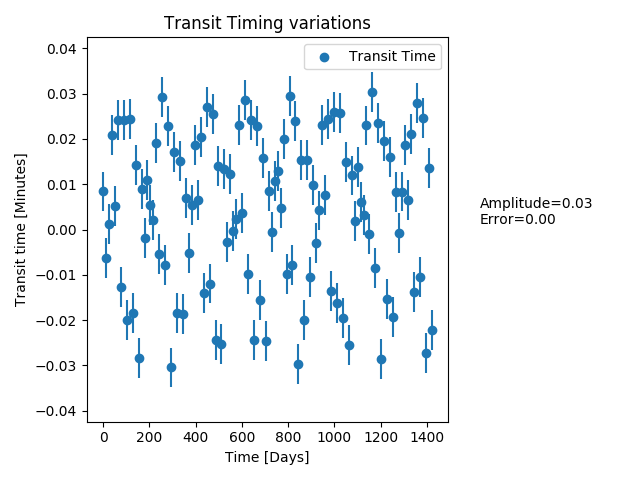 Transit Timing variations
Transit Time
Transit time [Minutes]
0.04
0.03
0.02
0.01
0.00
−0.01
−0.02
−0.03
−0.04
0 200 400 600 800 1000 1200 1400
Time [Days]
Amplitude=0.03
Error=0.00